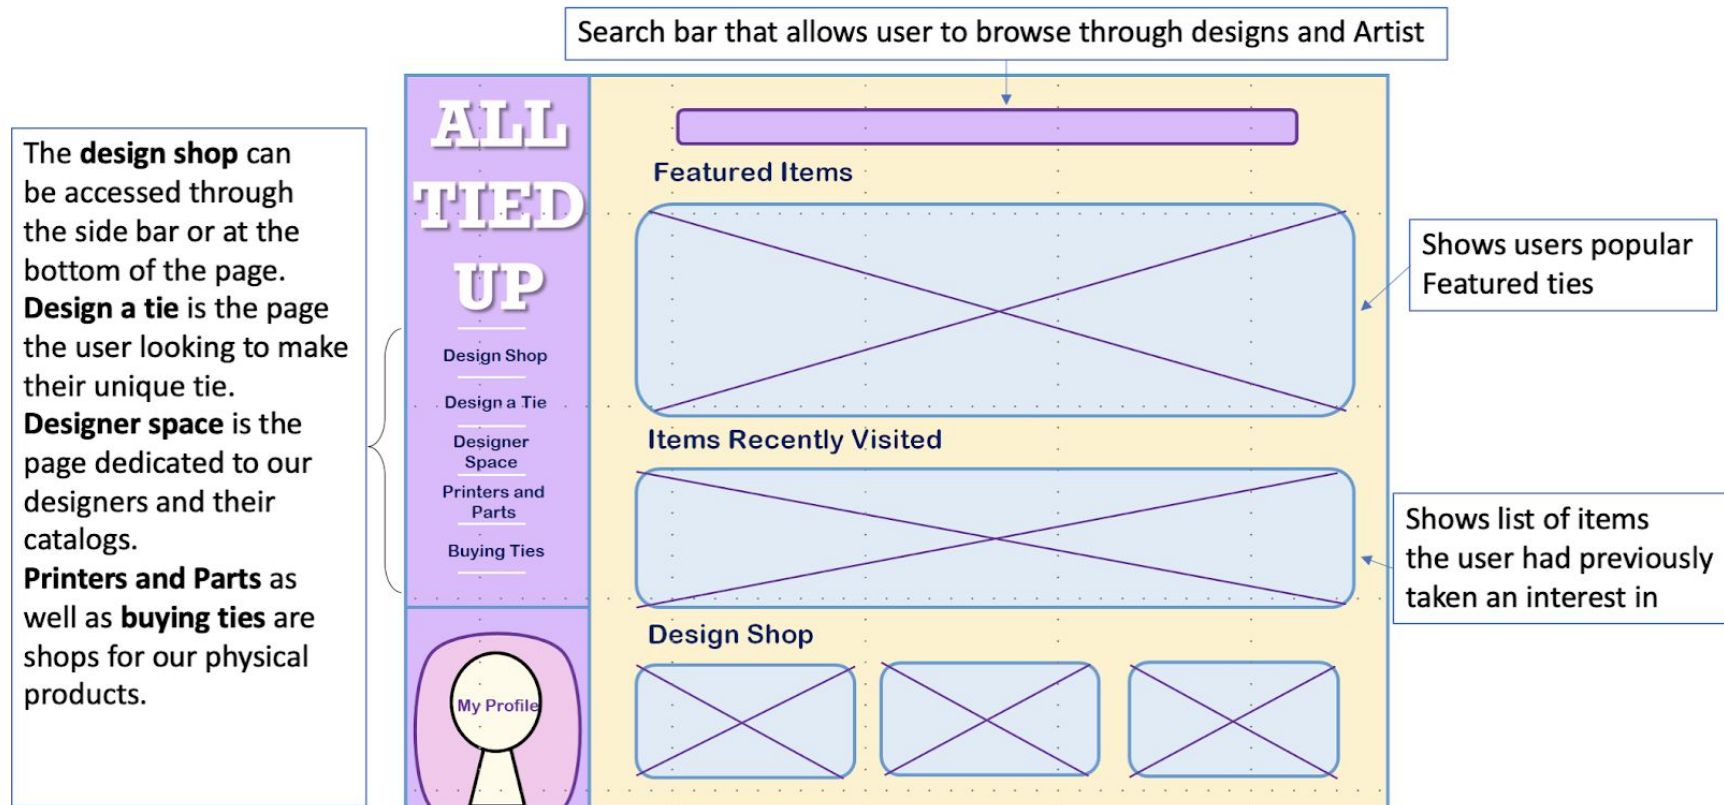 Search bar that allows user to browse through designs and Artist
The design shop can
be accessed through
the side bar or at the
bottom of the page.
Design a tie is the page
the user looking to make
their unique tie.
Designer space is the
page dedicated to our
designers and their
catalogs.
Printers and Parts as
well as buying ties are
shops for our physical
products.
ALL
TIED
UP
Design Shop
Design a Tie
Designer
Space
Printers and
Parts
Buying Ties
My Profile
Featured Items
Items Recently Visited
Design Shop
Shows users popular
Featured ties
Shows list of items
the user had previously
taken an interest in